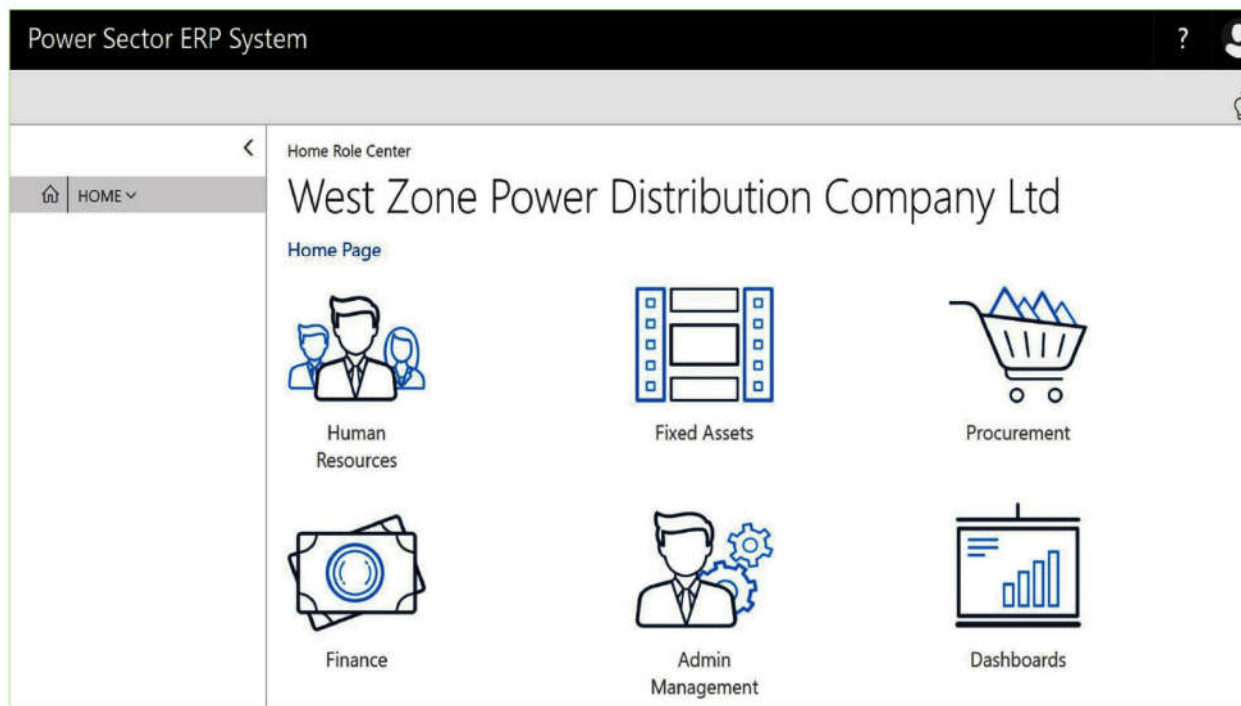 Power Sector ERP System
?
HOME
Home Role Center
West Zone Power Distribution Company Ltd
Home Page
Human
Resources
Fixed Assets
Procurement
Finance
Admin
Management
Dashboards